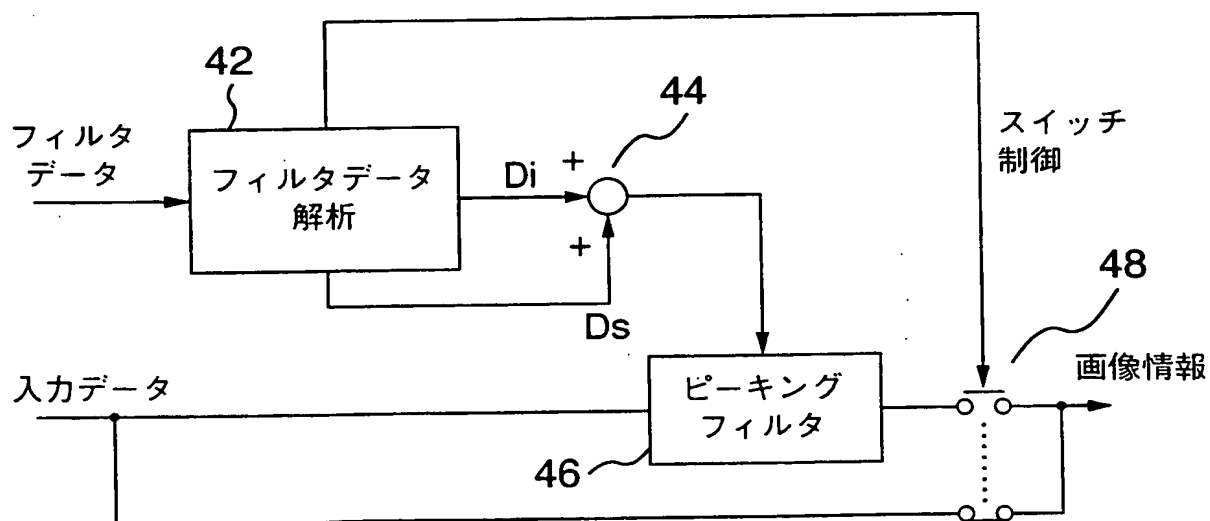 42
44
フィルタ
データ
フィルタデータ
解析
Di
+
+
Ds
スイッチ
制御
48
入力データ
ピーキング
フィルタ
画像情報
46